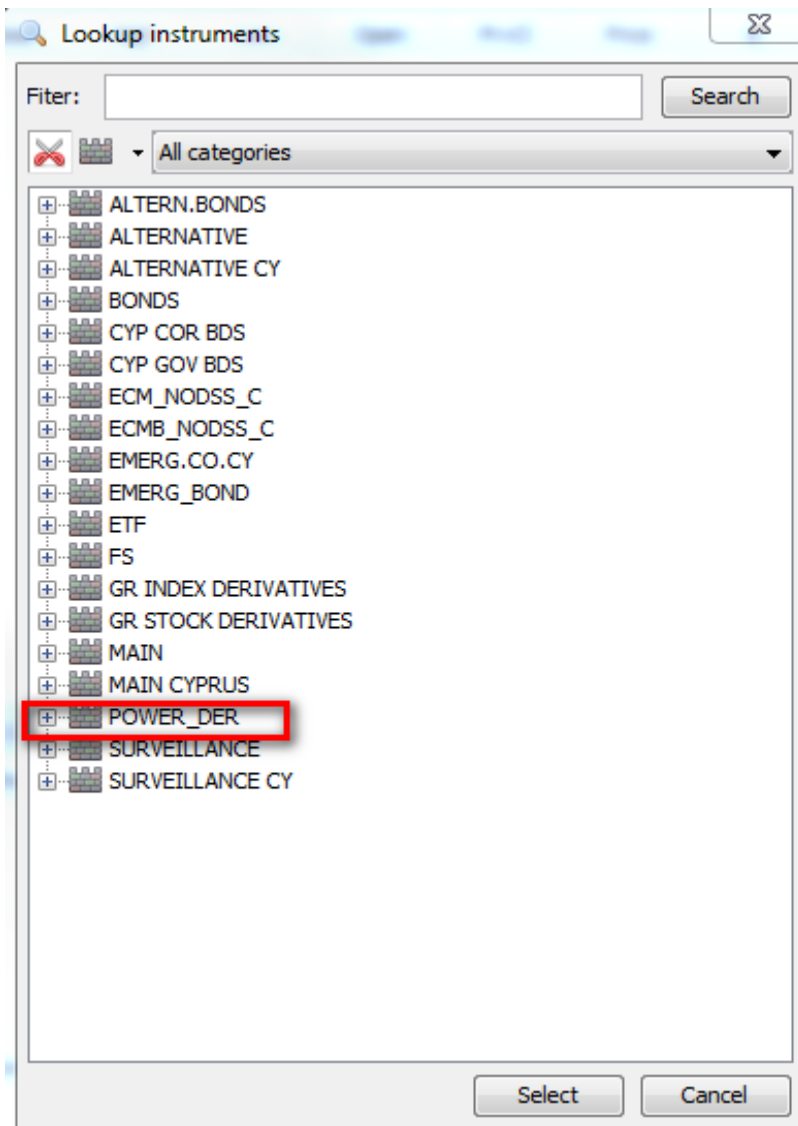 Lookup instruments
Fiter:
Search
All categories
ALTERN.BONDS
ALTERNATIVE
ALTERNATIVE CY
BONDS
CYP COR BDS
CYP GOV BDS
ECM_NODSS_C
ECMB_NODSS_C
EMERG.CO.CY
EMERG_BOND
ETF
FS
GR INDEX DERIVATIVES
GR STOCK DERIVATIVES
MAIN
MAIN CYPRUS
POWER_DER
SURVEILLANCE
SURVEILLANCE CY
Select Cancel